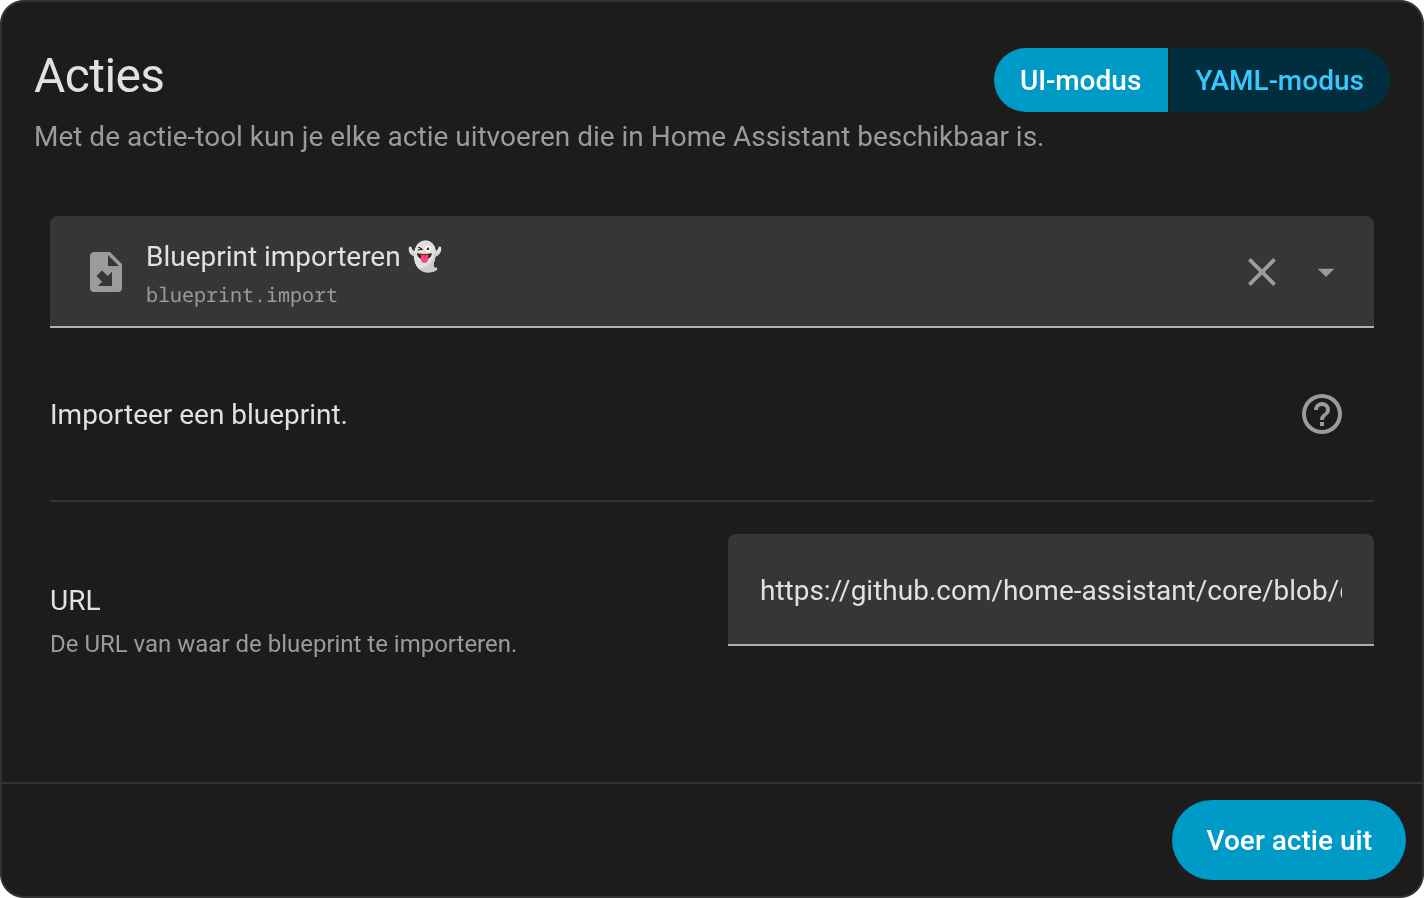 Acties
UI-modus
YAML-modus
Met de actie-tool kun je elke actie uitvoeren die in Home Assistant beschikbaar is.
Blueprint importeren 👻
blueprint.import
Importeer een blueprint.
URL
De URL van waar de blueprint te importeren.
https://github.com/home-assistant/core/blob/
Voer actie uit